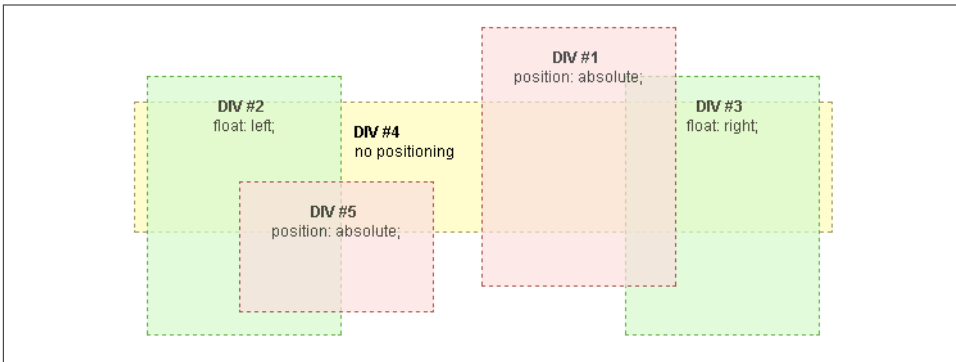 DIV #1
position: absolute;
DIV #2
float: left;
DIV #3
float: right;
DIV #4
no positioning
DIV #5
position: absolute;